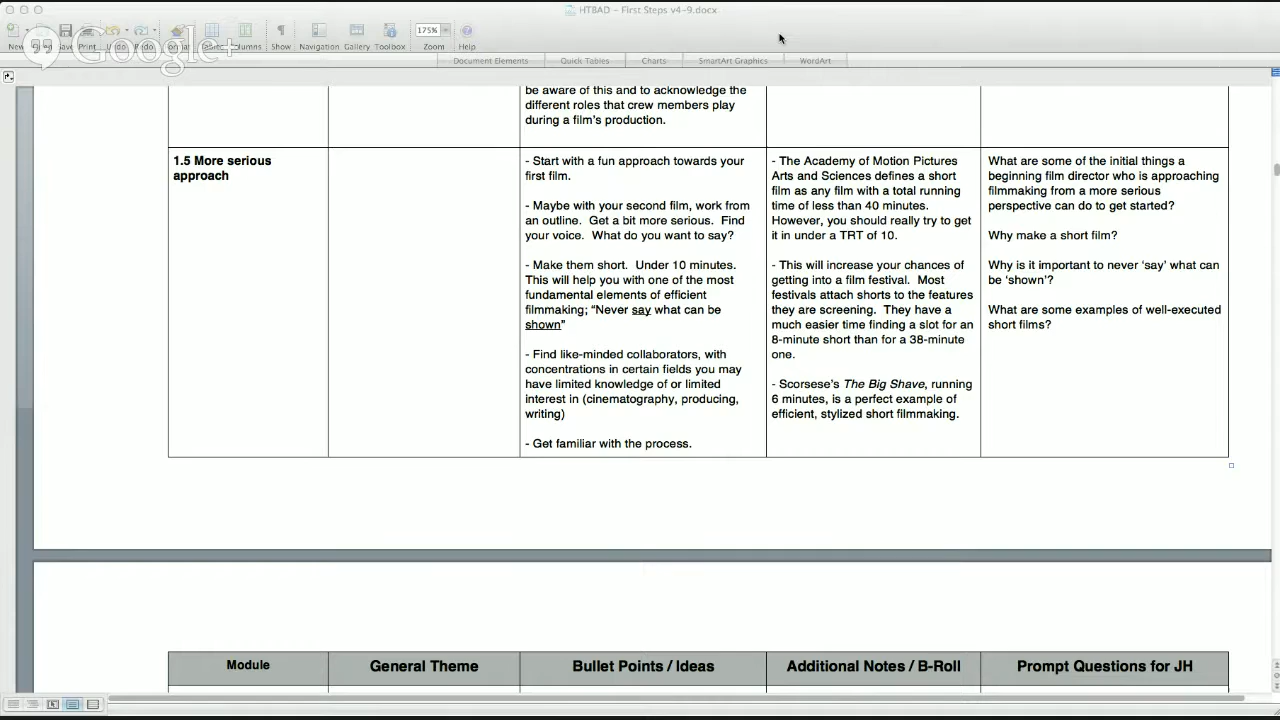 HT8AD – First Steps v4-9.docx
Google+
New
Print
Show
Navigation
Gallery
Toolbox
175%
Zoom
Help
Document Elements
Quick Tables
Charts
SmartArt Graphics
WordArt
be aware of this and to acknowledge the
different roles that crew members play
during a film's production.
1.5 More serious
approach
- Start with a fun approach towards your
first film.
- Maybe with your second film, work from
an outline.  Get a bit more serious.  Find
your voice.  What do you want to say?
- Make them short.  Under 10 minutes.
This will help you with one of the most
fundamental elements of efficient
filmmaking; “Never say what can be
shown”
- Find like-minded collaborators, with
concentrations in certain fields you may
have limited knowledge of or limited
interest in (cinematography, producing,
writing)
- Get familiar with the process.
- The Academy of Motion Pictures
Arts and Sciences defines a short
film as any film with a total running
time of less than 40 minutes.
However, you should really try to get
it in under a TRT of 10.
- This will increase your chances of
getting into a film festival.  Most
festivals attach shorts to the features
they are screening.  They have a
much easier time finding a slot for an
8-minute short than for a 38-minute
one.
- Scorsese's The Big Shave, running
6 minutes, is a perfect example of
efficient, stylized short filmmaking.
What are some of the initial things a
beginning film director who is approaching
filmmaking from a more serious
perspective can do to get started?
Why make a short film?
Why is it important to never ‘say’ what can
be ‘shown’?
What are some examples of well-executed
short films?
Module
General Theme
Bullet Points / Ideas
Additional Notes / B-Roll
Prompt Questions for JH